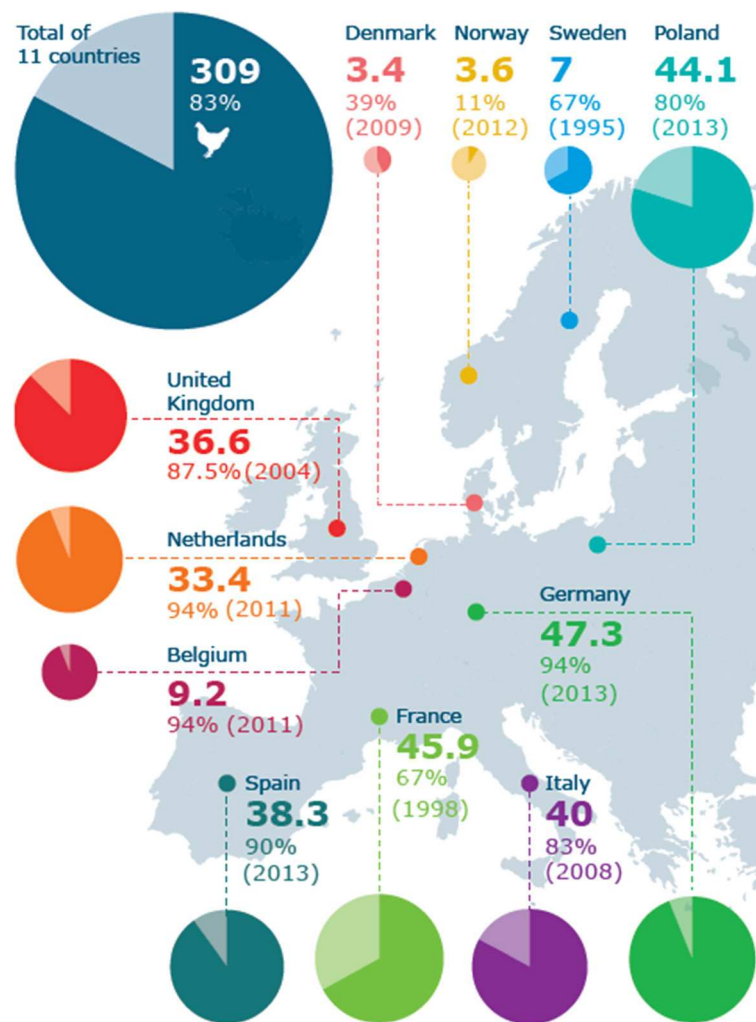 Total of
11 countries
309
83%
Denmark
3.4
39%
(2009)
Norway
3.6
11%
(2012)
Sweden
7
67%
(1995)
Poland
44.1
80%
(2013)
United
Kingdom
36.6
87.5% (2004)
Netherlands
33.4
94% (2011)
Belgium
9.2
94% (2011)
Germany
47.3
94%
(2013)
France
45.9
67%
(1998)
Spain
38.3
90%
(2013)
Italy
40
83%
(2008)